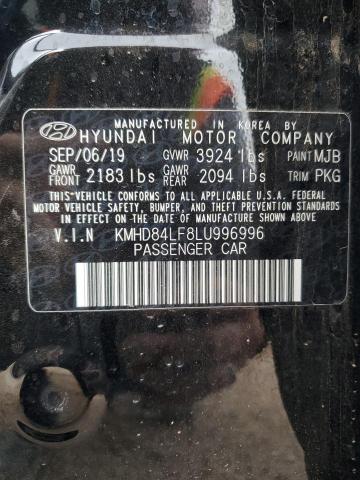 MANUFACTURED IN KOREA BY
HYUNDAI MOTOR COMPANY
SEP/06/19 GVWR 3924 lbs PAINT MJB
GAWR FRONT 2183 lbs GAWR REAR 2094 lbs TRIM PKG
THIS VEHICLE CONFORMS TO ALL APPLICABLE U.S.A. FEDERAL
MOTOR VEHICLE SAFETY, BUMPER, AND THEFT PREVENTION
STANDARDS IN EFFECT ON THE DATE OF MANUFACTURE SHOWN ABOVE.
V.I.N KMHD84LF8LU996996
PASSENGER CAR